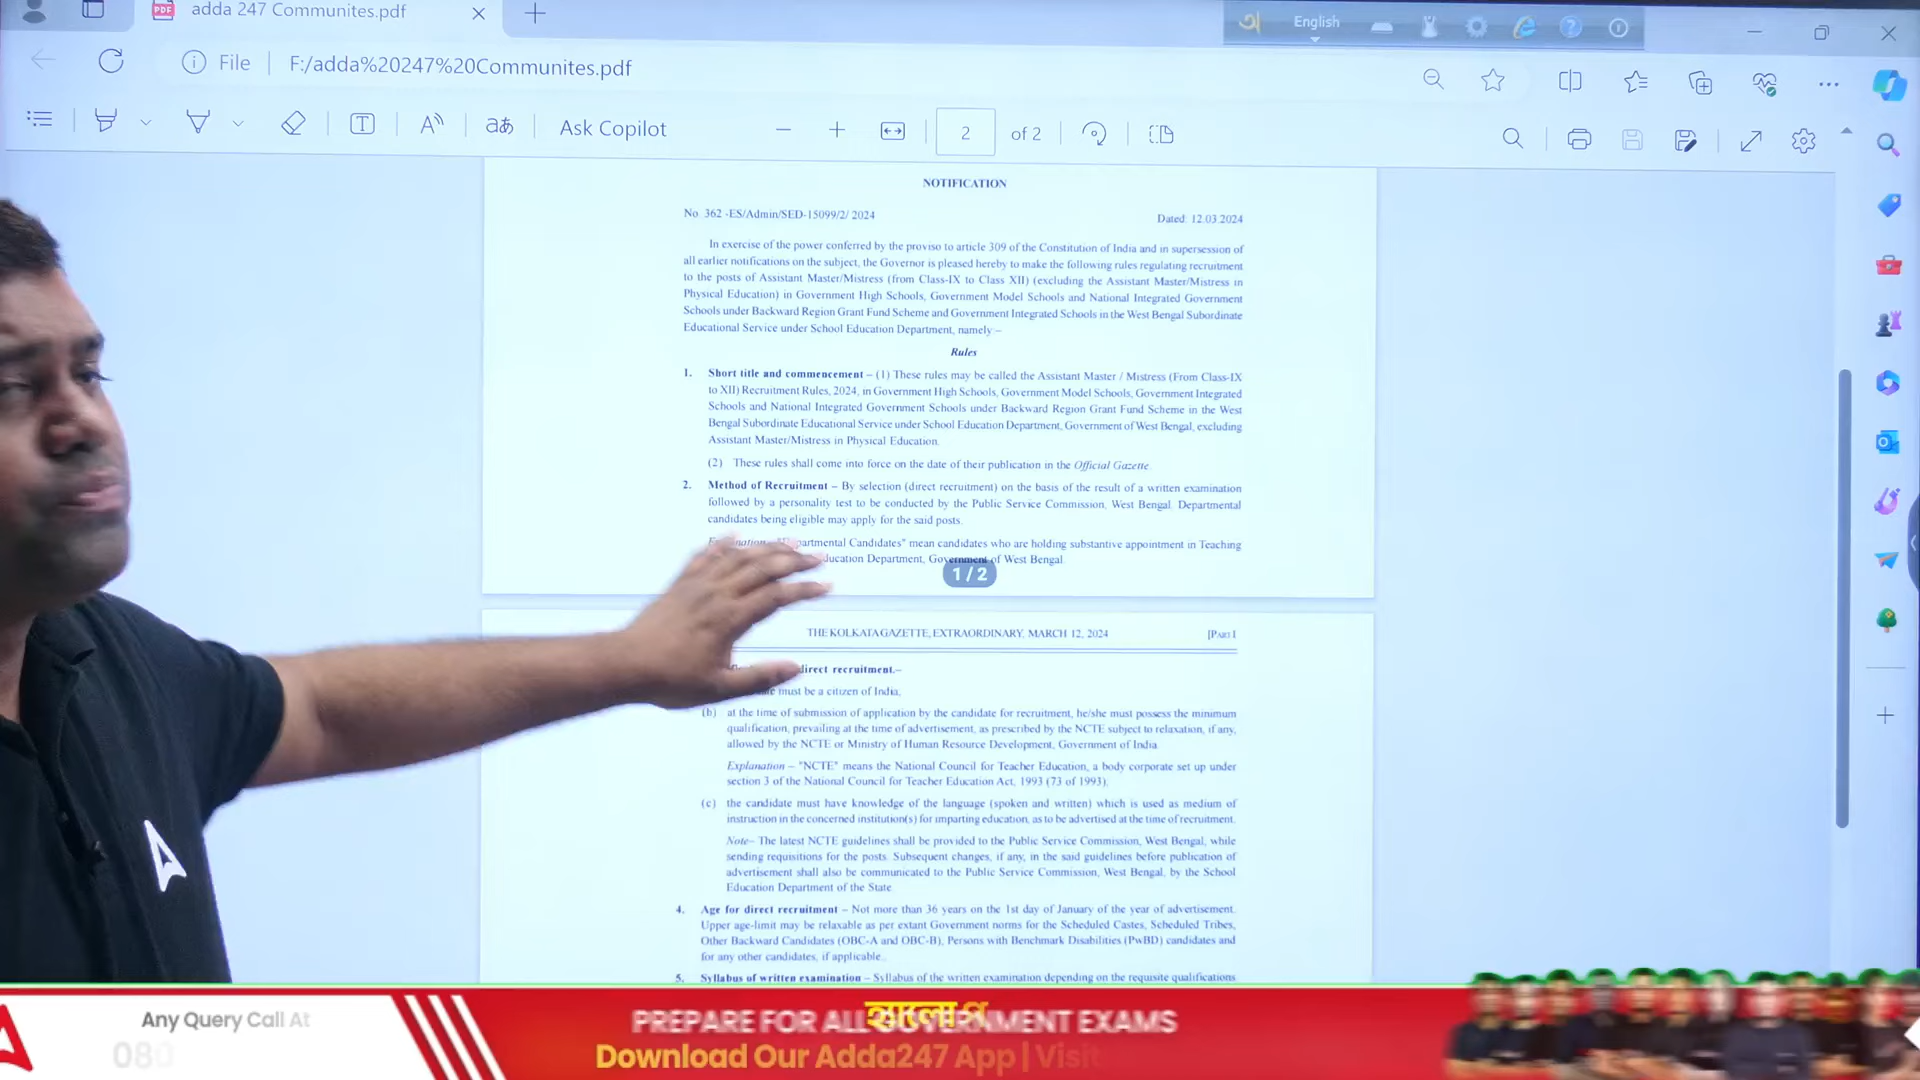 adda 247 Communites.pdf
English
File
F:/adda%20247%20Communites.pdf
Ask Copilot
2 of 2
NOTIFICATION
No. 362 -ES/Admin/SED-15099/2/ 2024
Dated: 12.03.2024
In exercise of the power conferred by the proviso to article 309 of the Constitution of India and in supersession of
all earlier notifications on the subject, the Governor is pleased hereby to make the following rules regulating recruitment
to the posts of Assistant Master/Mistress (from Class-IX to Class XII) (excluding the Assistant Master/Mistress in
Physical Education) in Government High Schools, Government Model Schools and National Integrated Government
Schools under Backward Region Grant Fund Scheme and Government Integrated Schools in the West Bengal Subordinate
Educational Service under School Education Department, namely:–
Rules
1. Short title and commencement – (1) These rules may be called the Assistant Master / Mistress (From Class-IX
to XII) Recruitment Rules, 2024, in Government High Schools, Government Model Schools, Government Integrated
Schools and National Integrated Government Schools under Backward Region Grant Fund Scheme in the West
Bengal Subordinate Educational Service under School Education Department, Government of West Bengal, excluding
Assistant Master/Mistress in Physical Education.
(2) These rules shall come into force on the date of their publication in the Official Gazette.
2. Method of Recruitment – By selection (direct recruitment) on the basis of the result of a written examination
followed by a personality test to be conducted by the Public Service Commission, West Bengal. Departmental
candidates being eligible may apply for the said posts.
Candidates" mean candidates who are holding substantive appointment in Teaching
Department, Government of West Bengal.
1 / 2
THE KOLKATA GAZETTE, EXTRAORDINARY, MARCH 12, 2024
[PART I
direct recruitment.–
must be a citizen of India,
(b) at the time of submission of application by the candidate for recruitment, he/she must possess the minimum
qualification, prevailing at the time of advertisement, as prescribed by the NCTE subject to relaxation, if any,
allowed by the NCTE or Ministry of Human Resource Development, Government of India.
Explanation – "NCTE" means the National Council for Teacher Education, a body corporate set up under
section 3 of the National Council for Teacher Education Act, 1993 (73 of 1993).
(c) the candidate must have knowledge of the language (spoken and written) which is used as medium of
instruction in the concerned institution(s) for imparting education, as to be advertised at the time of recruitment.
Note– The latest NCTE guidelines shall be provided to the Public Service Commission, West Bengal, while
sending requisitions for the posts. Subsequent changes, if any, in the said guidelines before publication of
advertisement shall also be communicated to the Public Service Commission, West Bengal, by the School
Education Department of the State.
4. Age for direct recruitment – Not more than 36 years on the 1st day of January of the year of advertisement.
Upper age-limit may be relaxable as per extant Government norms for the Scheduled Castes, Scheduled Tribes,
Other Backward Candidates (OBC-A and OBC-B), Persons with Benchmark Disabilities (PwBD) candidates and
for any other candidates, if applicable.
5. Syllabus of written examination – Syllabus of the written examination depending on the requisite qualifications
Any Query Call At
080
PREPARE FOR ALL GOVERNMENT EXAMS
Download Our Adda247 App | Visit